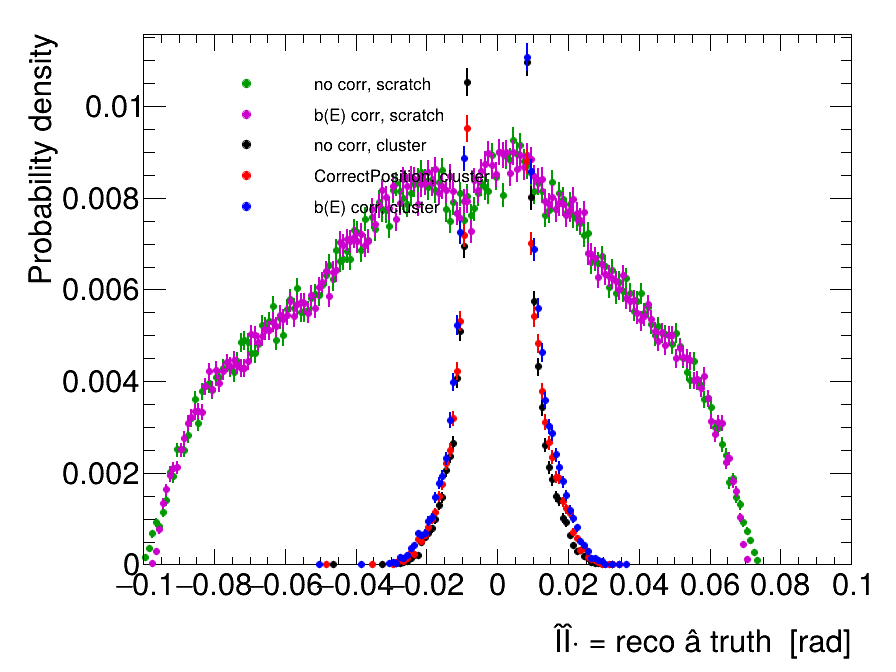 Probability density
no corr, scratch
b(E) corr, scratch
no corr, cluster
CorrectPosition, cluster
b(E) corr, cluster
0.01
0.008
0.006
0.004
0.002
0
−0.1 −0.08 −0.06 −0.04 −0.02 0 0.02 0.04 0.06 0.08 0.1
ÎÎ· = reco â truth [rad]